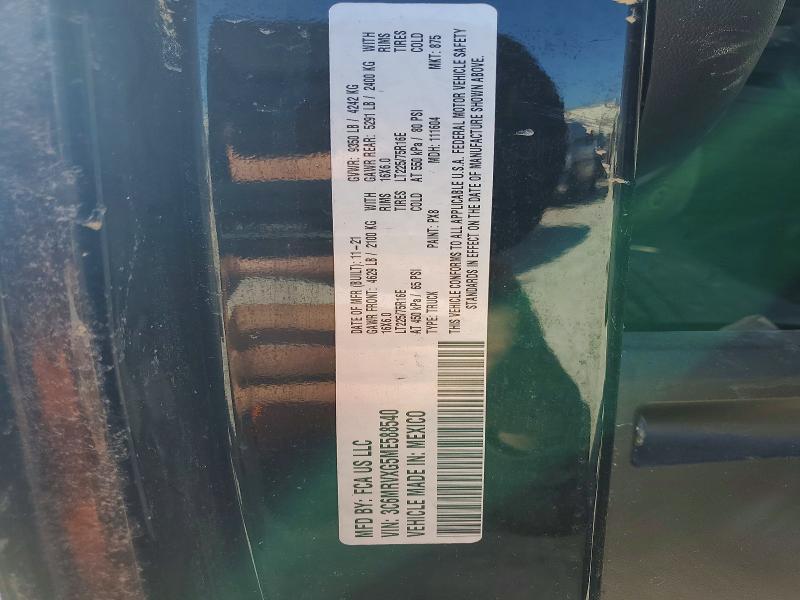 MFD BY: FCA US LLC
VIN: 3C6MRVXG5ME588540
VEHICLE MADE IN: MEXICO
DATE OF MFR (BUILT): 11-21 GVWR: 9350 LB / 4242 KG
GAWR FRONT: 4629 LB / 2100 KG WITH GAWR REAR: 5291 LB / 2400 KG WITH
16X6.0 RIMS 16X6.0 RIMS
LT225/75R16E TIRES LT225/75R16E TIRES
AT 450 kPa / 65 PSI COLD AT 550 kPa / 80 PSI COLD
TYPE: TRUCK PAINT: PX8 MDH: 111604 MKT: 875
THIS VEHICLE CONFORMS TO ALL APPLICABLE U.S.A. FEDERAL MOTOR VEHICLE SAFETY
STANDARDS IN EFFECT ON THE DATE OF MANUFACTURE SHOWN ABOVE.